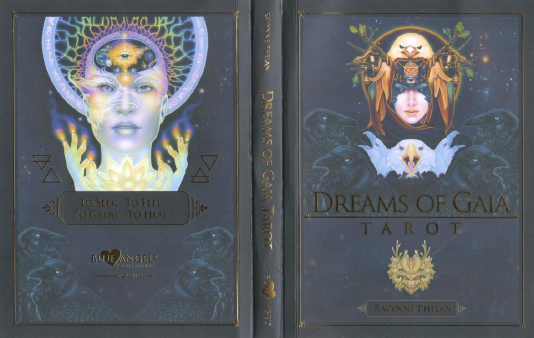 TO SEEK TO FEEL
TO GROW TO HEAL
BLUE ANGEL
DREAMS OF GAIA TAROT
DREAMS OF GAIA
TAROT
RAVYNNE PHELAN